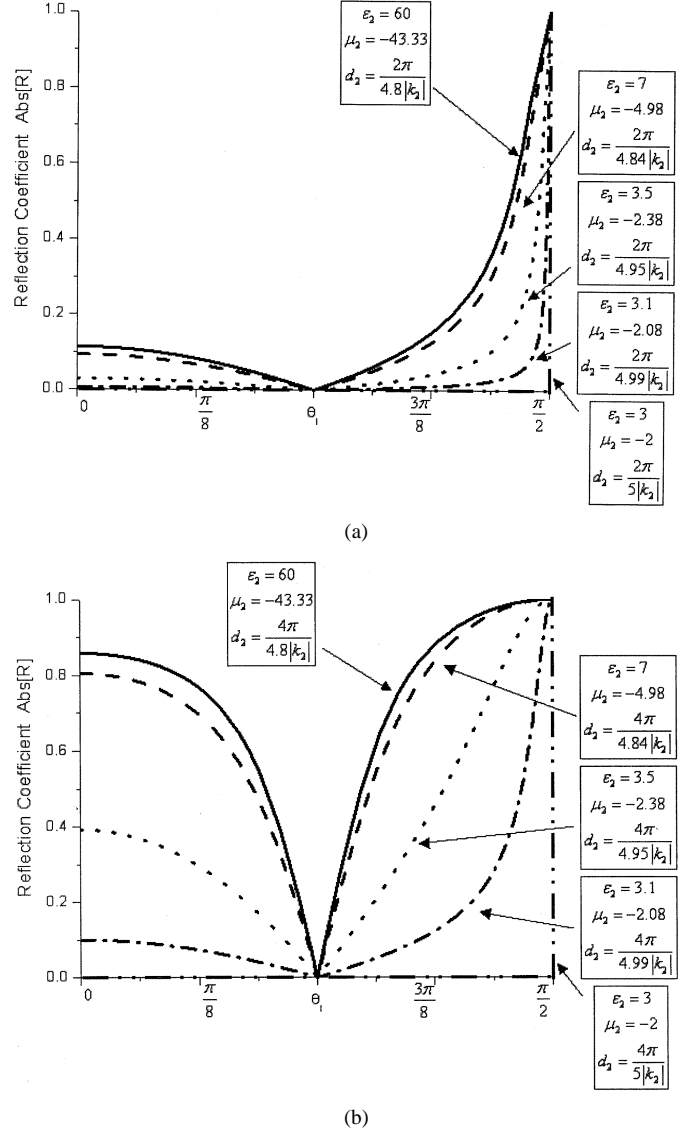 Reflection Coefficient Abs[R]
1.0
0.8
0.6
0.4
0.2
0.0
0
π/8
θ₁
3π/8
π/2
ε₂ = 60
μ₂ = −43.33
d₂ = 2π/4.8|k₂|
ε₂ = 7
μ₂ = −4.98
d₂ = 2π/4.84|k₂|
ε₂ = 3.5
μ₂ = −2.38
d₂ = 2π/4.95|k₂|
ε₂ = 3.1
μ₂ = −2.08
d₂ = 2π/4.99|k₂|
ε₂ = 3
μ₂ = −2
d₂ = 2π/5|k₂|
(a)
Reflection Coefficient Abs[R]
1.0
0.8
0.6
0.4
0.2
0.0
0
π/8
θ₁
3π/8
π/2
ε₂ = 60
μ₂ = −43.33
d₂ = 4π/4.8|k₂|
ε₂ = 7
μ₂ = −4.98
d₂ = 4π/4.84|k₂|
ε₂ = 3.5
μ₂ = −2.38
d₂ = 4π/4.95|k₂|
ε₂ = 3.1
μ₂ = −2.08
d₂ = 4π/4.99|k₂|
ε₂ = 3
μ₂ = −2
d₂ = 4π/5|k₂|
(b)